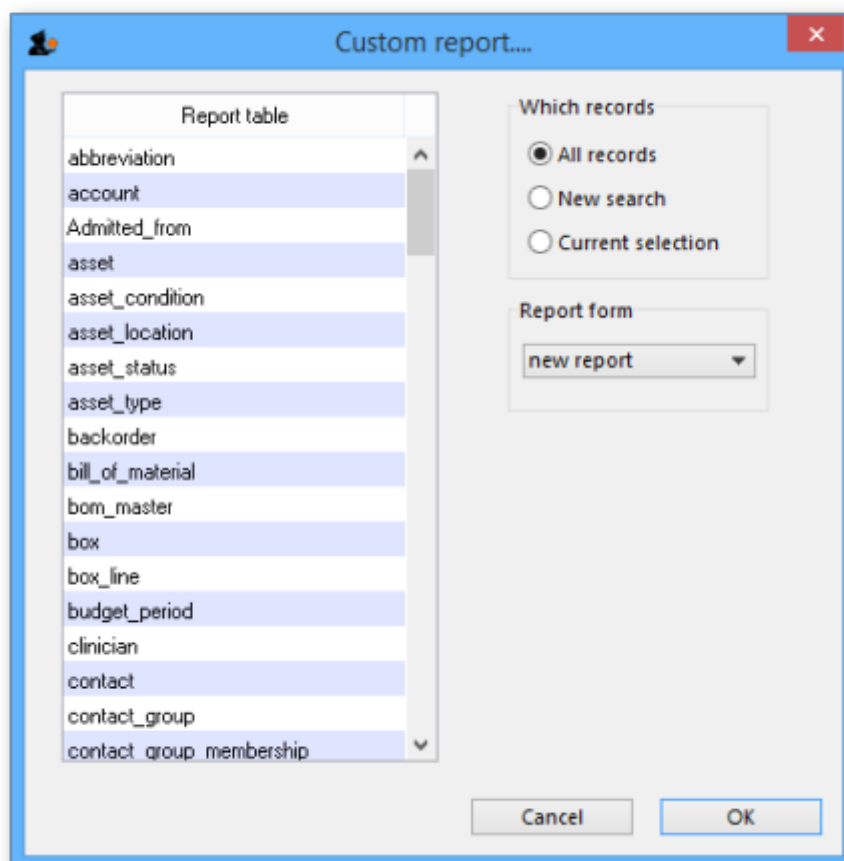 Custom report....
Report table
abbreviation
account
Admitted_from
asset
asset_condition
asset_location
asset_status
asset_type
backorder
bill_of_material
bom_master
box
box_line
budget_period
clinician
contact
contact_group
contact_group_membership
Which records
All records
New search
Current selection
Report form
new report
Cancel
OK